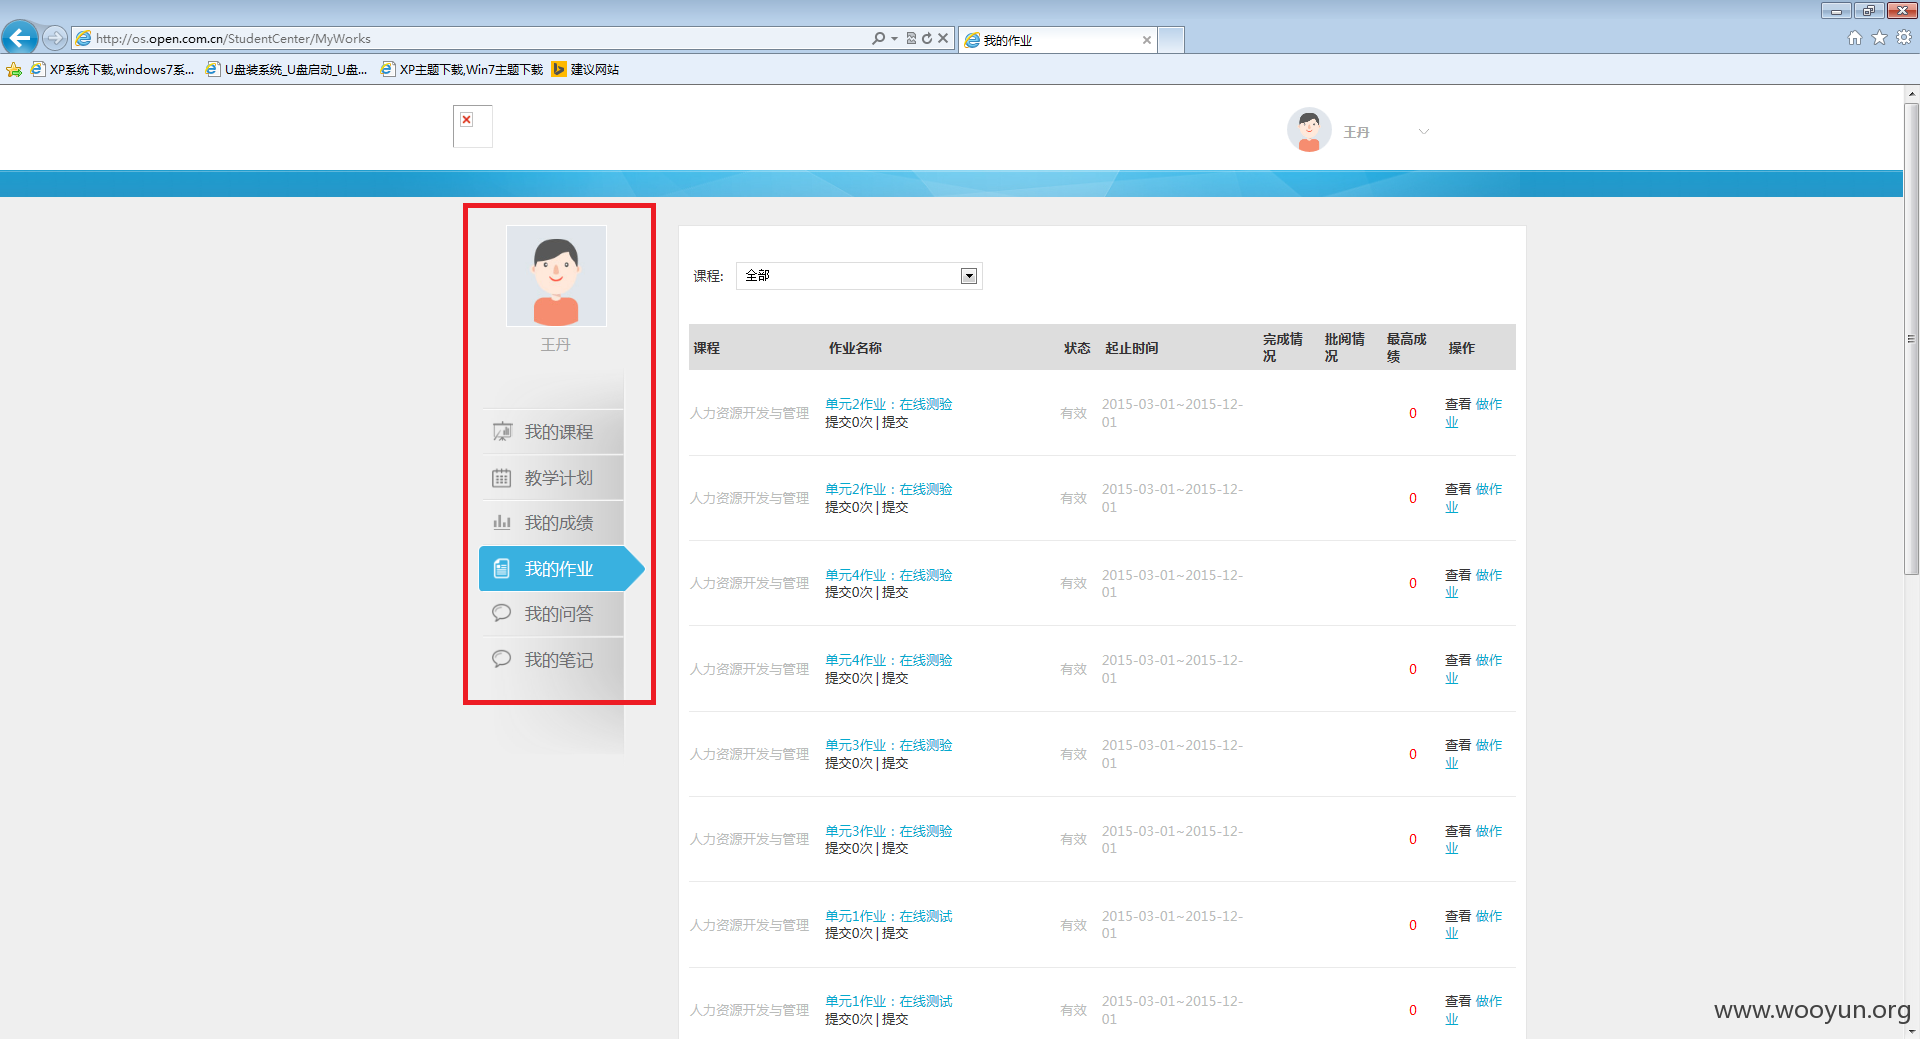 http://os.open.com.cn/StudentCenter/MyWorks
我的作业
XP系统下载,windows7系...
U盘装系统_U盘启动_U盘...
XP主题下载,Win7主题下载
建议网站
王丹
王丹
我的课程
教学计划
我的成绩
我的作业
我的问答
我的笔记
课程:
全部
课程 作业名称 状态 起止时间 完成情况 批阅情况 最高成绩 操作
人力资源开发与管理 单元2作业：在线测验 有效 2015-03-01~2015-12-01 0 查看 做作业
提交0次 | 提交
人力资源开发与管理 单元2作业：在线测验 有效 2015-03-01~2015-12-01 0 查看 做作业
提交0次 | 提交
人力资源开发与管理 单元4作业：在线测验 有效 2015-03-01~2015-12-01 0 查看 做作业
提交0次 | 提交
人力资源开发与管理 单元4作业：在线测验 有效 2015-03-01~2015-12-01 0 查看 做作业
提交0次 | 提交
人力资源开发与管理 单元3作业：在线测验 有效 2015-03-01~2015-12-01 0 查看 做作业
提交0次 | 提交
人力资源开发与管理 单元3作业：在线测验 有效 2015-03-01~2015-12-01 0 查看 做作业
提交0次 | 提交
人力资源开发与管理 单元1作业：在线测试 有效 2015-03-01~2015-12-01 0 查看 做作业
提交0次 | 提交
人力资源开发与管理 单元1作业：在线测试 有效 2015-03-01~2015-12-01 0 查看 做作业
提交0次 | 提交
www.wooyun.org